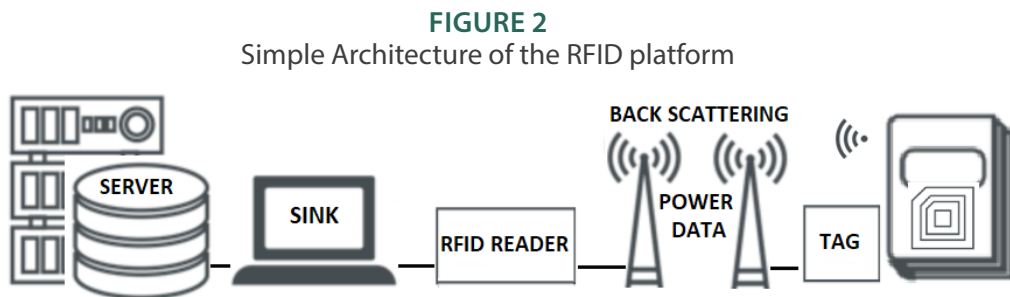 FIGURE 2
Simple Architecture of the RFID platform
BACK SCATTERING
SERVER
SINK
RFID READER
POWER
DATA
TAG